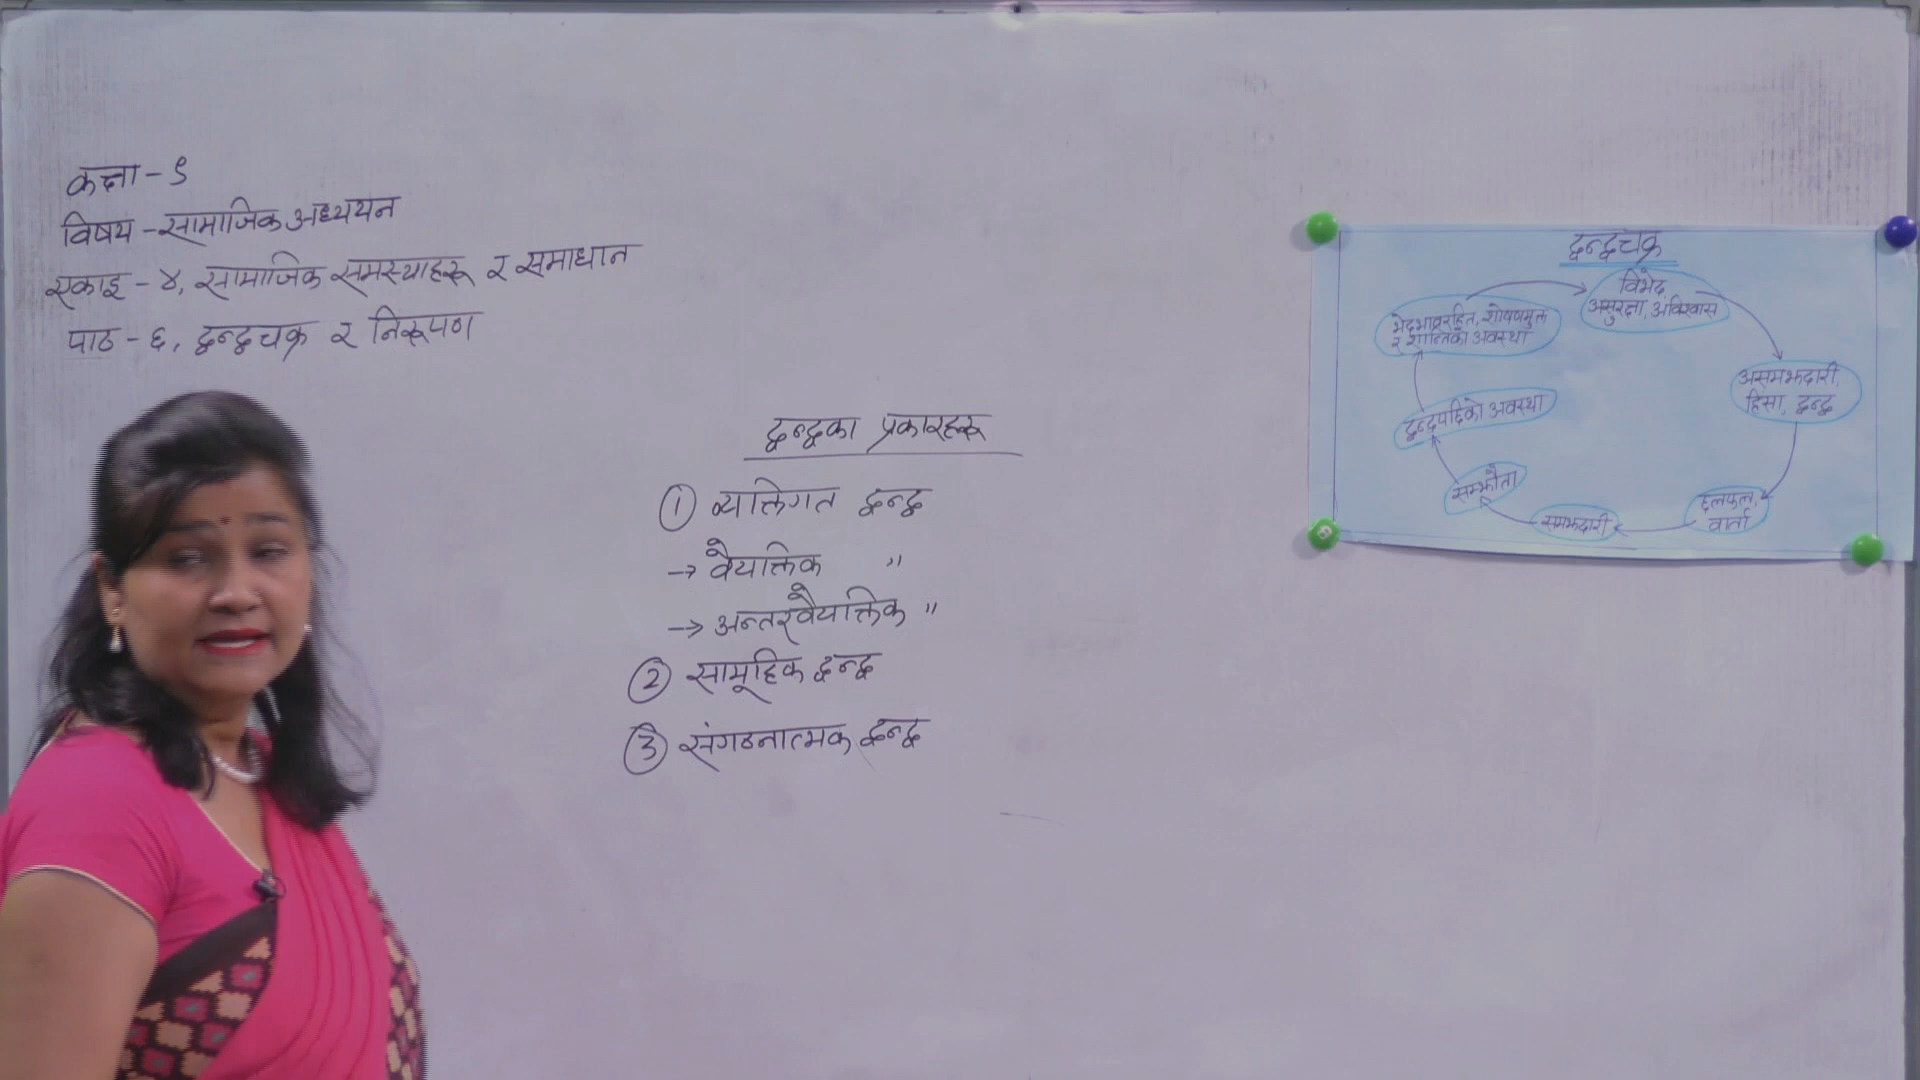 कक्षा - ९
विषय - सामाजिक अध्ययन
एकाइ - ४, सामाजिक समस्याहरू र समाधान
पाठ - ६, द्वन्द्वचक्र र निरूपण
द्वन्द्वका प्रकारहरू
① व्यक्तिगत द्वन्द्व
→ वैयक्तिक "
→ अन्तरवैयक्तिक "
② सामूहिक द्वन्द्व
③ संगठनात्मक द्वन्द्व
द्वन्द्वचक्र
विभेद,
असुरक्षा, अविश्वास
असमझदारी,
हिंसा, द्वन्द्व
छलफल,
वार्ता
समझदारी
सम्झौता
द्वन्द्वपछिको अवस्था
भेदभावरहित, शोषणमुक्त
र शान्तिको अवस्था